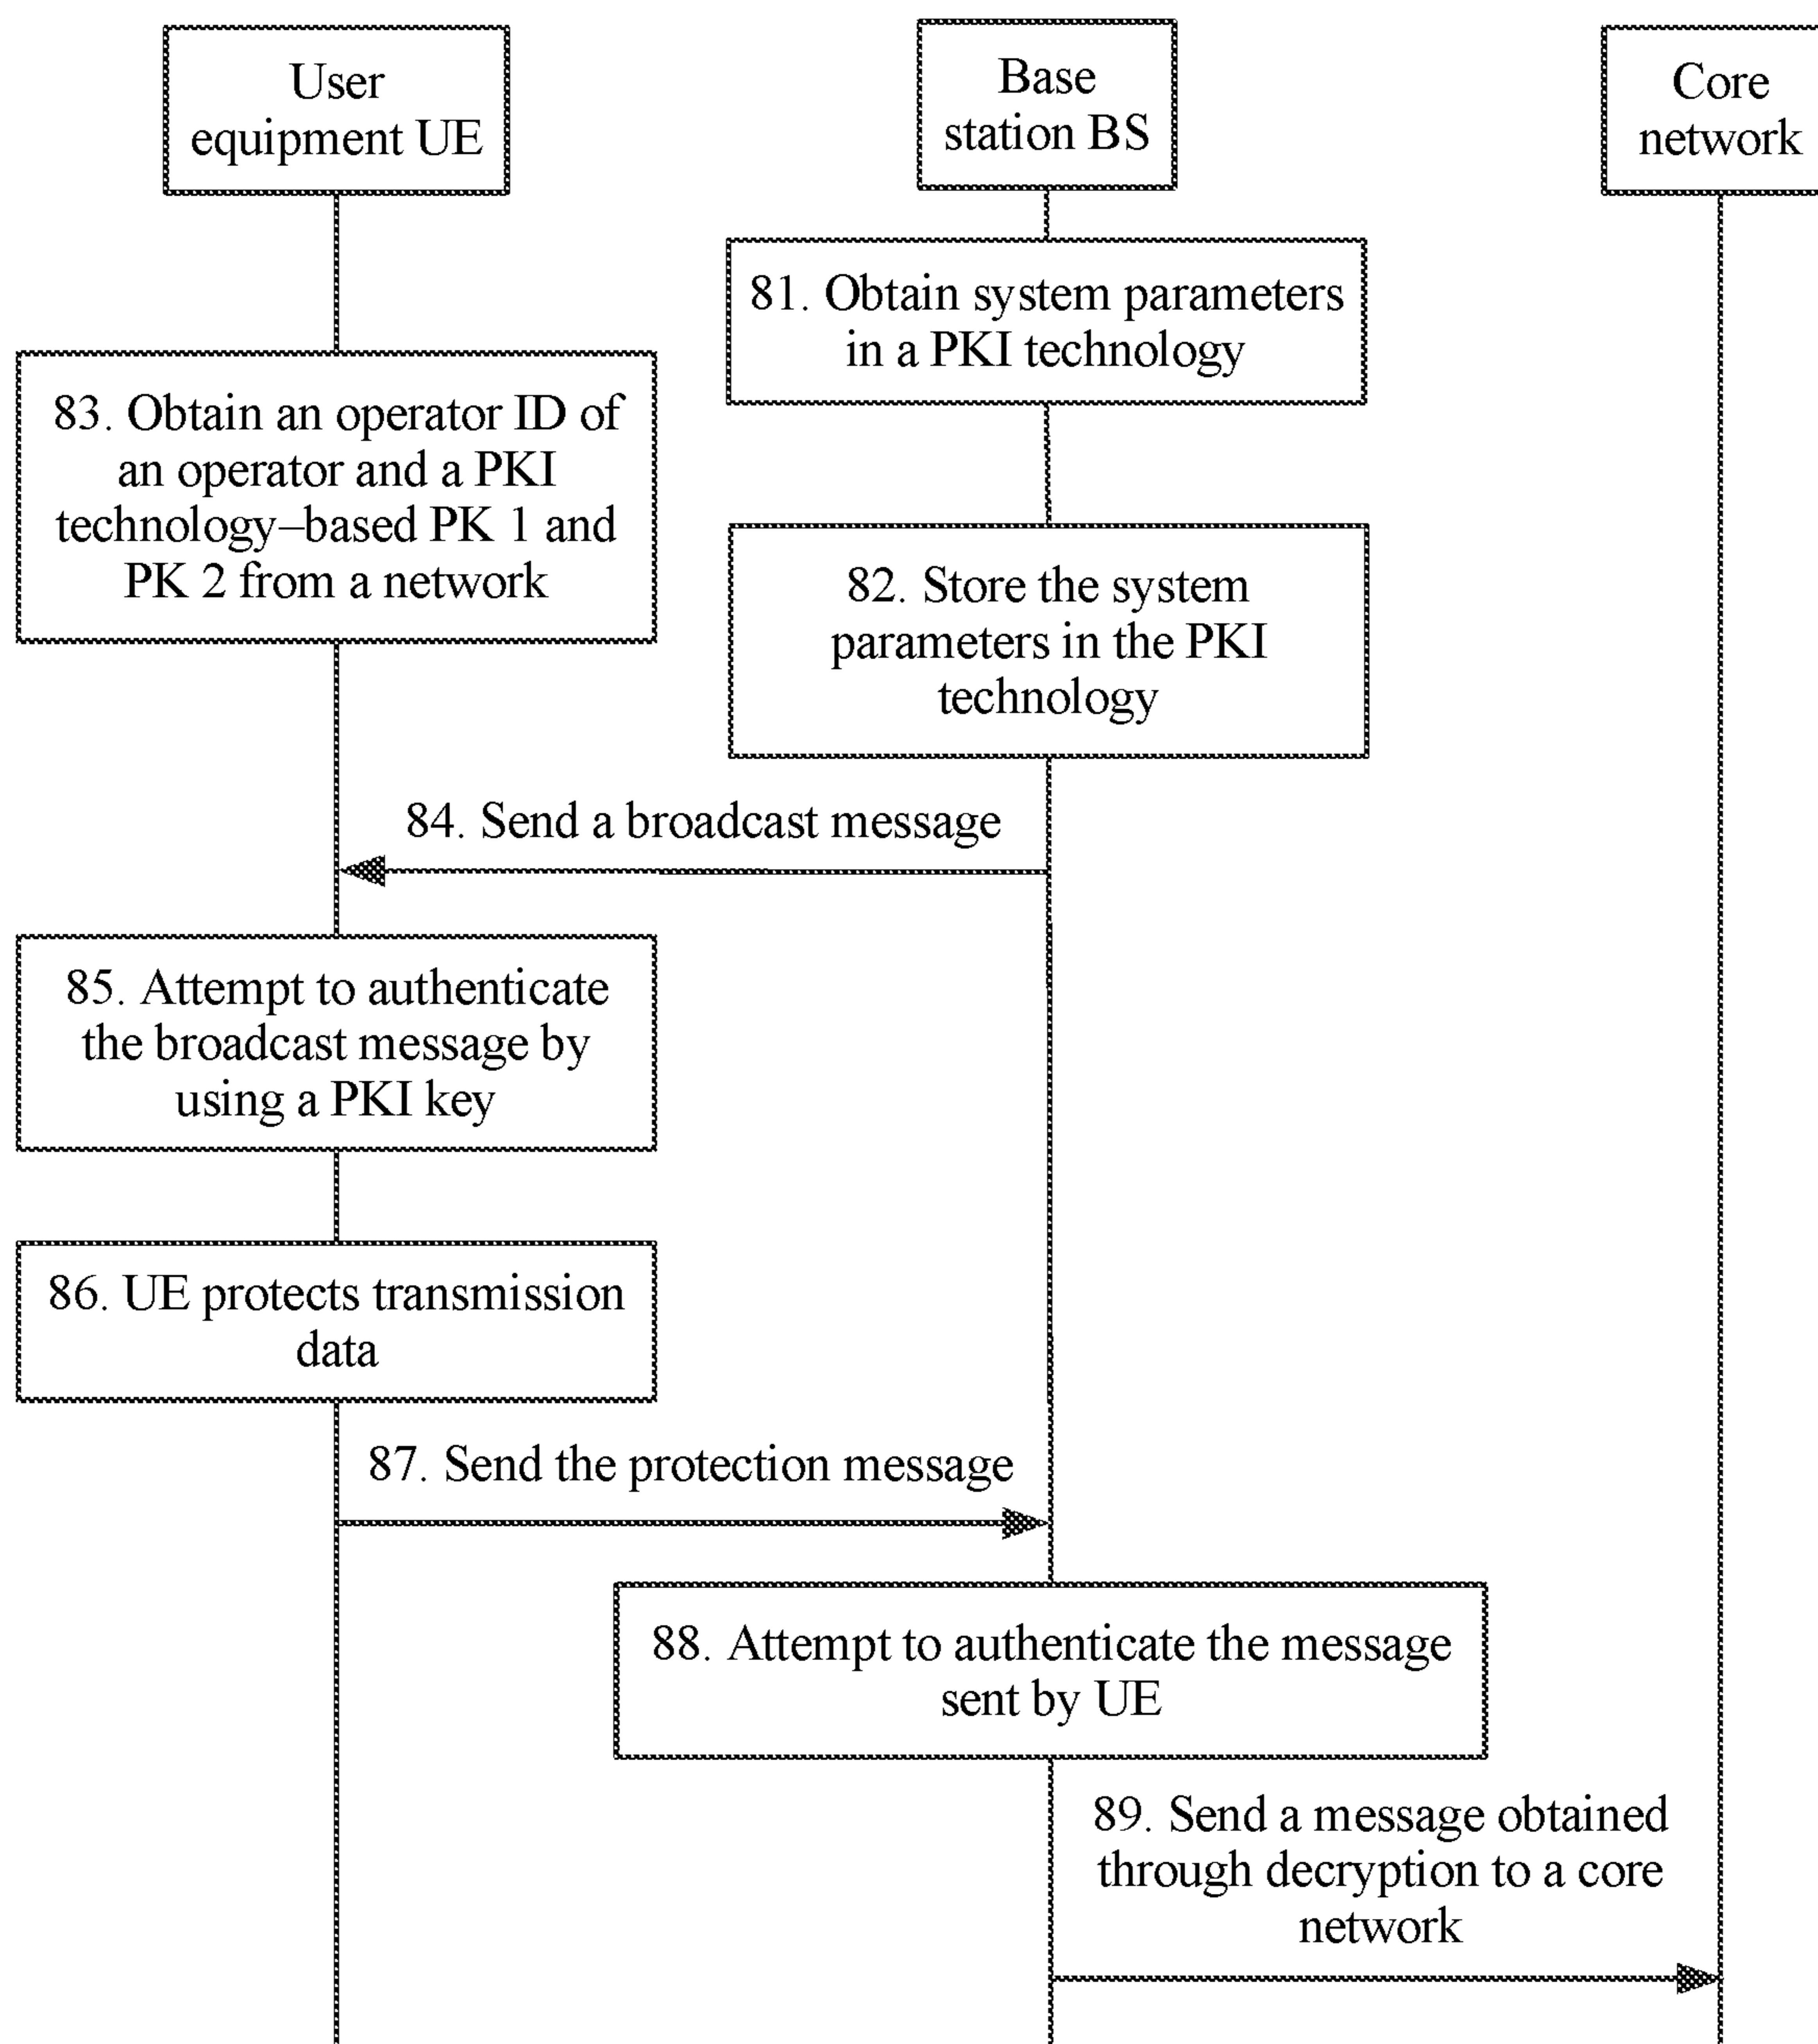 User
equipment UE
Base
station BS
Core
network
81. Obtain system parameters
in a PKI technology
83. Obtain an operator ID of
an operator and a PKI
technology–based PK 1 and
PK 2 from a network
82. Store the system
parameters in the PKI
technology
84. Send a broadcast message
85. Attempt to authenticate
the broadcast message by
using a PKI key
86. UE protects transmission
data
87. Send the protection message
88. Attempt to authenticate the message
sent by UE
89. Send a message obtained
through decryption to a core
network